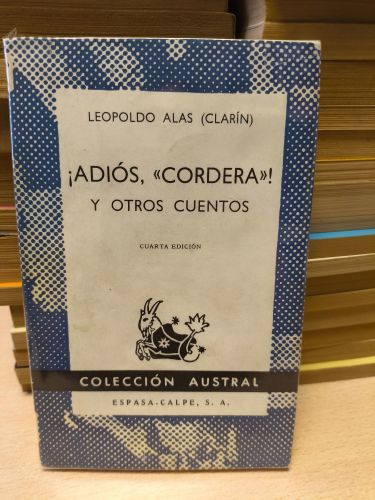 LEOPOLDO ALAS (CLARÍN)
¡ADIÓS, «CORDERA»!
Y OTROS CUENTOS
CUARTA EDICIÓN
COLECCIÓN AUSTRAL
ESPASA-CALPE, S. A.